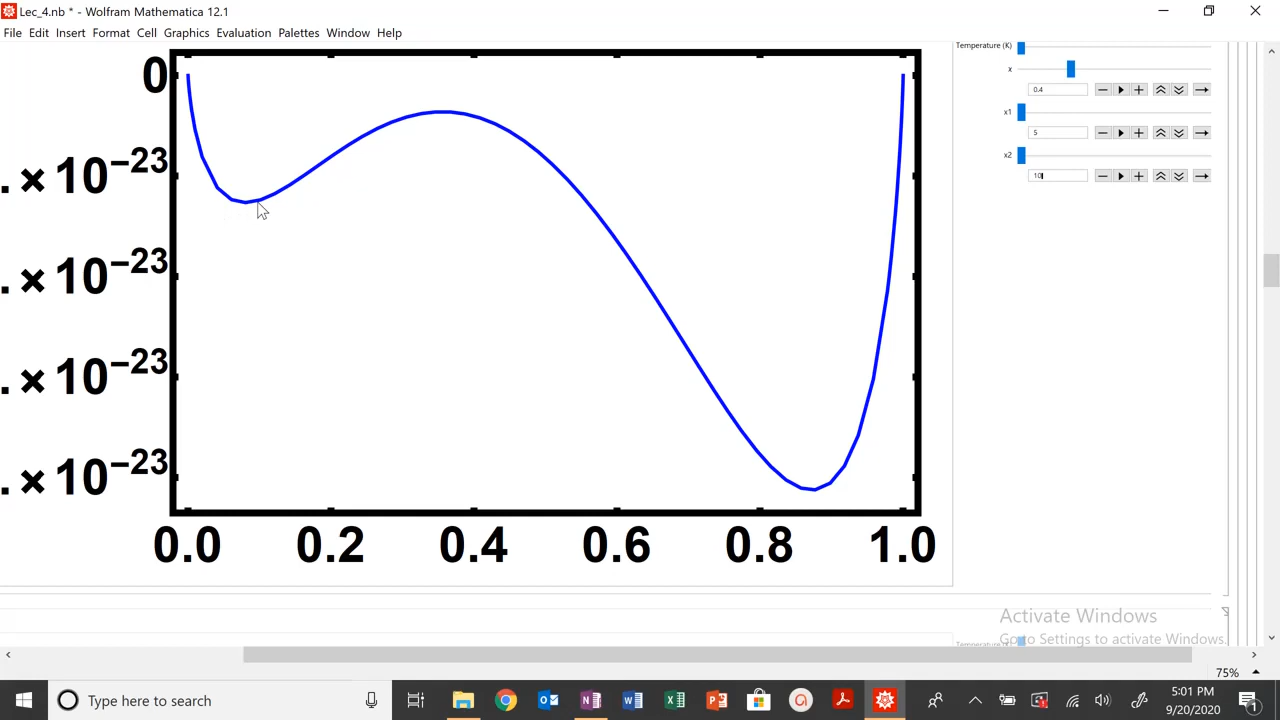 Lec_4.nb * - Wolfram Mathematica 12.1
File Edit Insert Format Cell Graphics Evaluation Palettes Window Help
Temperature (K)
x
0.4
x1
5
x2
10
0
. × 10−23
. × 10−23
. × 10−23
. × 10−23
0.0 0.2 0.4 0.6 0.8 1.0
Activate Windows
Go to Settings to activate Windows.
Temperature (K)
75%
Type here to search
5:01 PM
9/20/2020
1